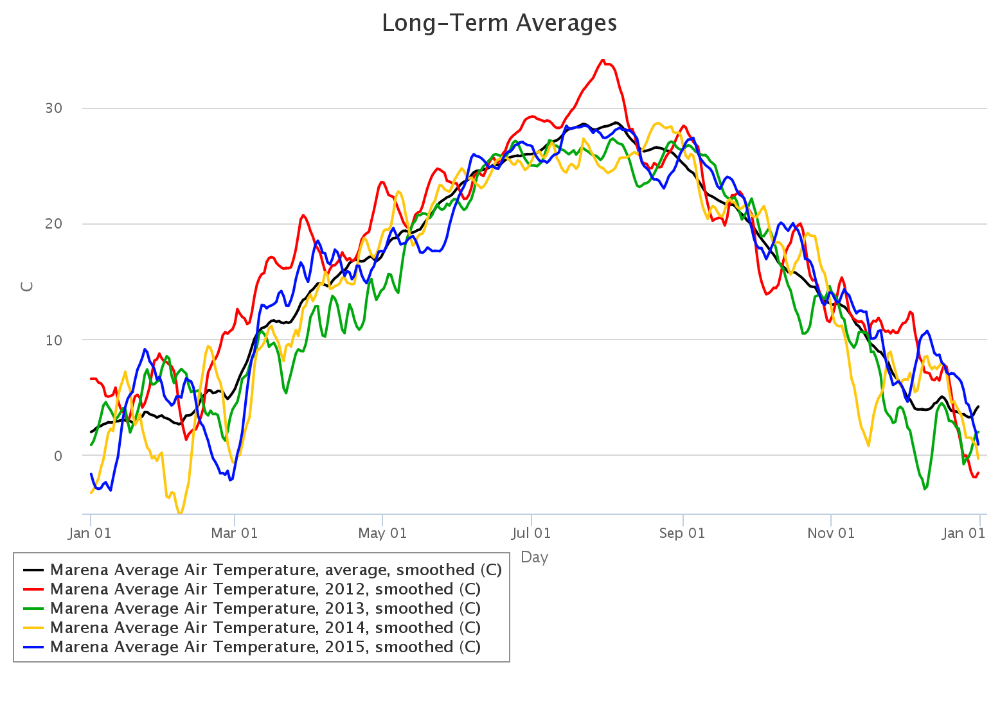 Long-Term Averages
30
20
10
0
C
Jan 01 Mar 01 May 01 Jul 01 Sep 01 Nov 01 Jan 01
Day
Marena Average Air Temperature, average, smoothed (C)
Marena Average Air Temperature, 2012, smoothed (C)
Marena Average Air Temperature, 2013, smoothed (C)
Marena Average Air Temperature, 2014, smoothed (C)
Marena Average Air Temperature, 2015, smoothed (C)